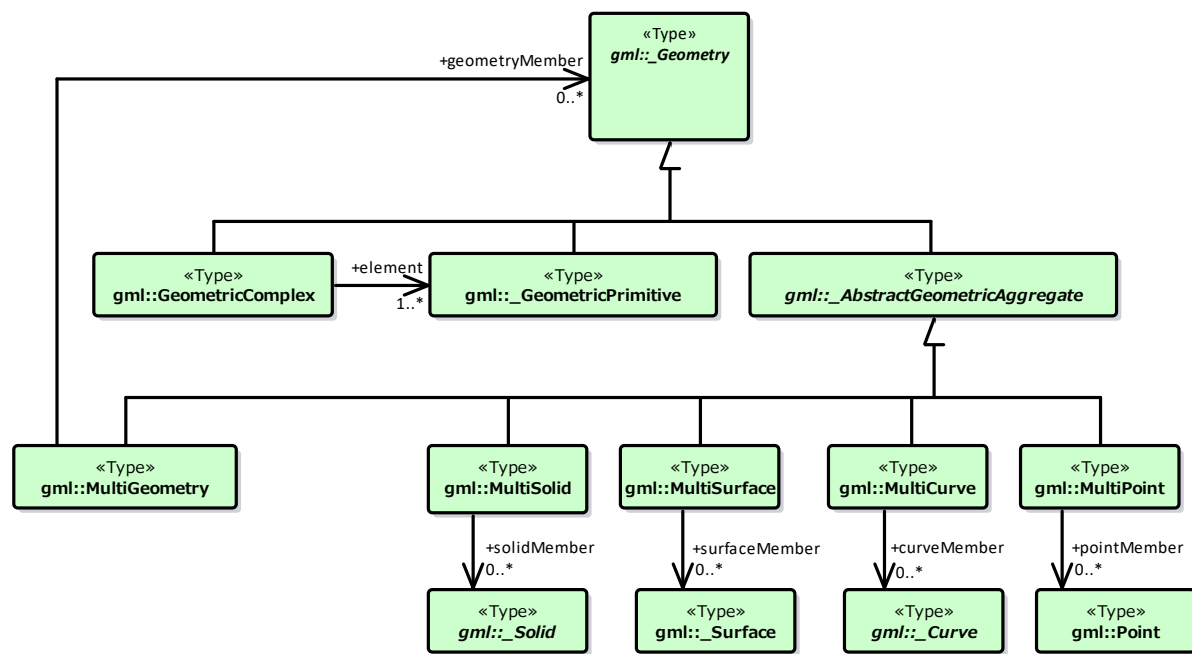 «Type»
gml::_Geometry
+geometryMember
0..*
«Type»
gml::GeometricComplex
+element
1..*
«Type»
gml::_GeometricPrimitive
«Type»
gml::_AbstractGeometricAggregate
«Type»
gml::MultiGeometry
«Type»
gml::MultiSolid
«Type»
gml::MultiSurface
«Type»
gml::MultiCurve
«Type»
gml::MultiPoint
+solidMember
0..*
+surfaceMember
0..*
+curveMember
0..*
+pointMember
0..*
«Type»
gml::_Solid
«Type»
gml::_Surface
«Type»
gml::_Curve
«Type»
gml::Point